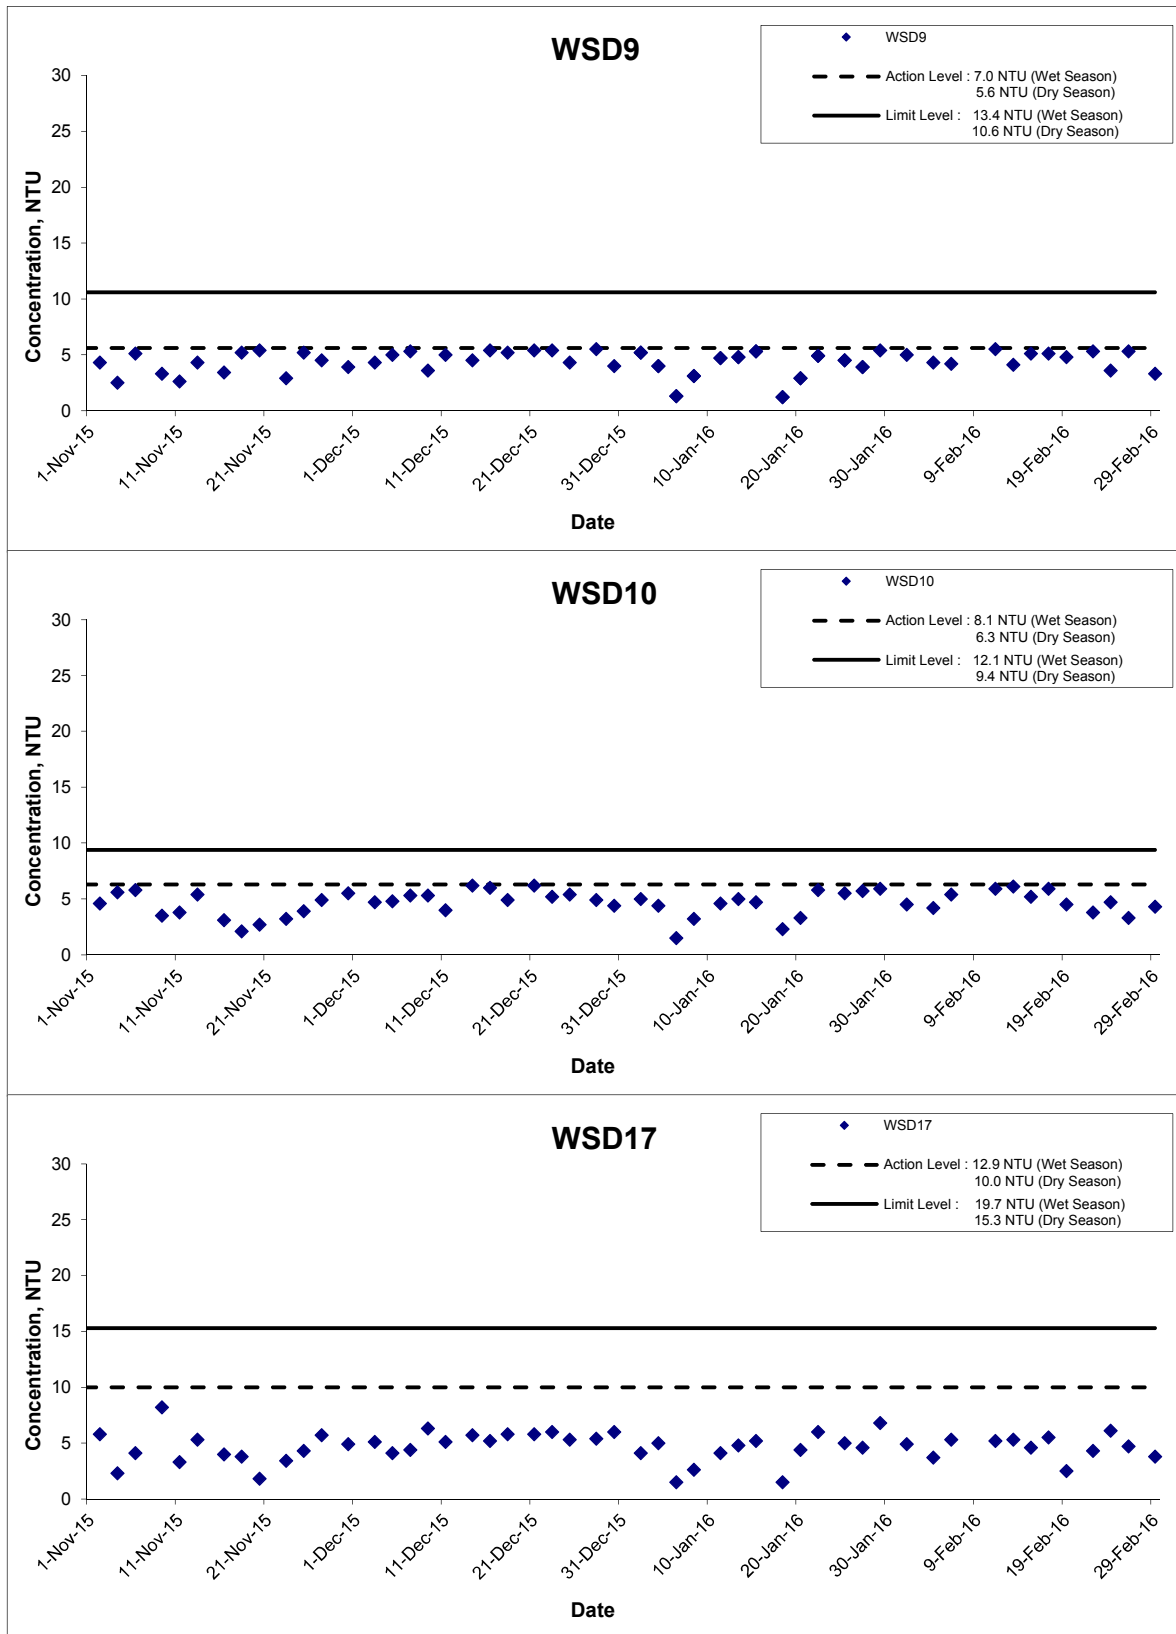 WSD9
WSD9
Action Level : 7.0 NTU (Wet Season)
5.6 NTU (Dry Season)
Limit Level : 13.4 NTU (Wet Season)
10.6 NTU (Dry Season)
Concentration, NTU
30
25
20
15
10
5
0
1-Nov-15
11-Nov-15
21-Nov-15
1-Dec-15
11-Dec-15
21-Dec-15
31-Dec-15
10-Jan-16
20-Jan-16
30-Jan-16
9-Feb-16
19-Feb-16
29-Feb-16
Date
WSD10
WSD10
Action Level : 8.1 NTU (Wet Season)
6.3 NTU (Dry Season)
Limit Level : 12.1 NTU (Wet Season)
9.4 NTU (Dry Season)
Concentration, NTU
30
25
20
15
10
5
0
1-Nov-15
11-Nov-15
21-Nov-15
1-Dec-15
11-Dec-15
21-Dec-15
31-Dec-15
10-Jan-16
20-Jan-16
30-Jan-16
9-Feb-16
19-Feb-16
29-Feb-16
Date
WSD17
WSD17
Action Level : 12.9 NTU (Wet Season)
10.0 NTU (Dry Season)
Limit Level : 19.7 NTU (Wet Season)
15.3 NTU (Dry Season)
Concentration, NTU
30
25
20
15
10
5
0
1-Nov-15
11-Nov-15
21-Nov-15
1-Dec-15
11-Dec-15
21-Dec-15
31-Dec-15
10-Jan-16
20-Jan-16
30-Jan-16
9-Feb-16
19-Feb-16
29-Feb-16
Date